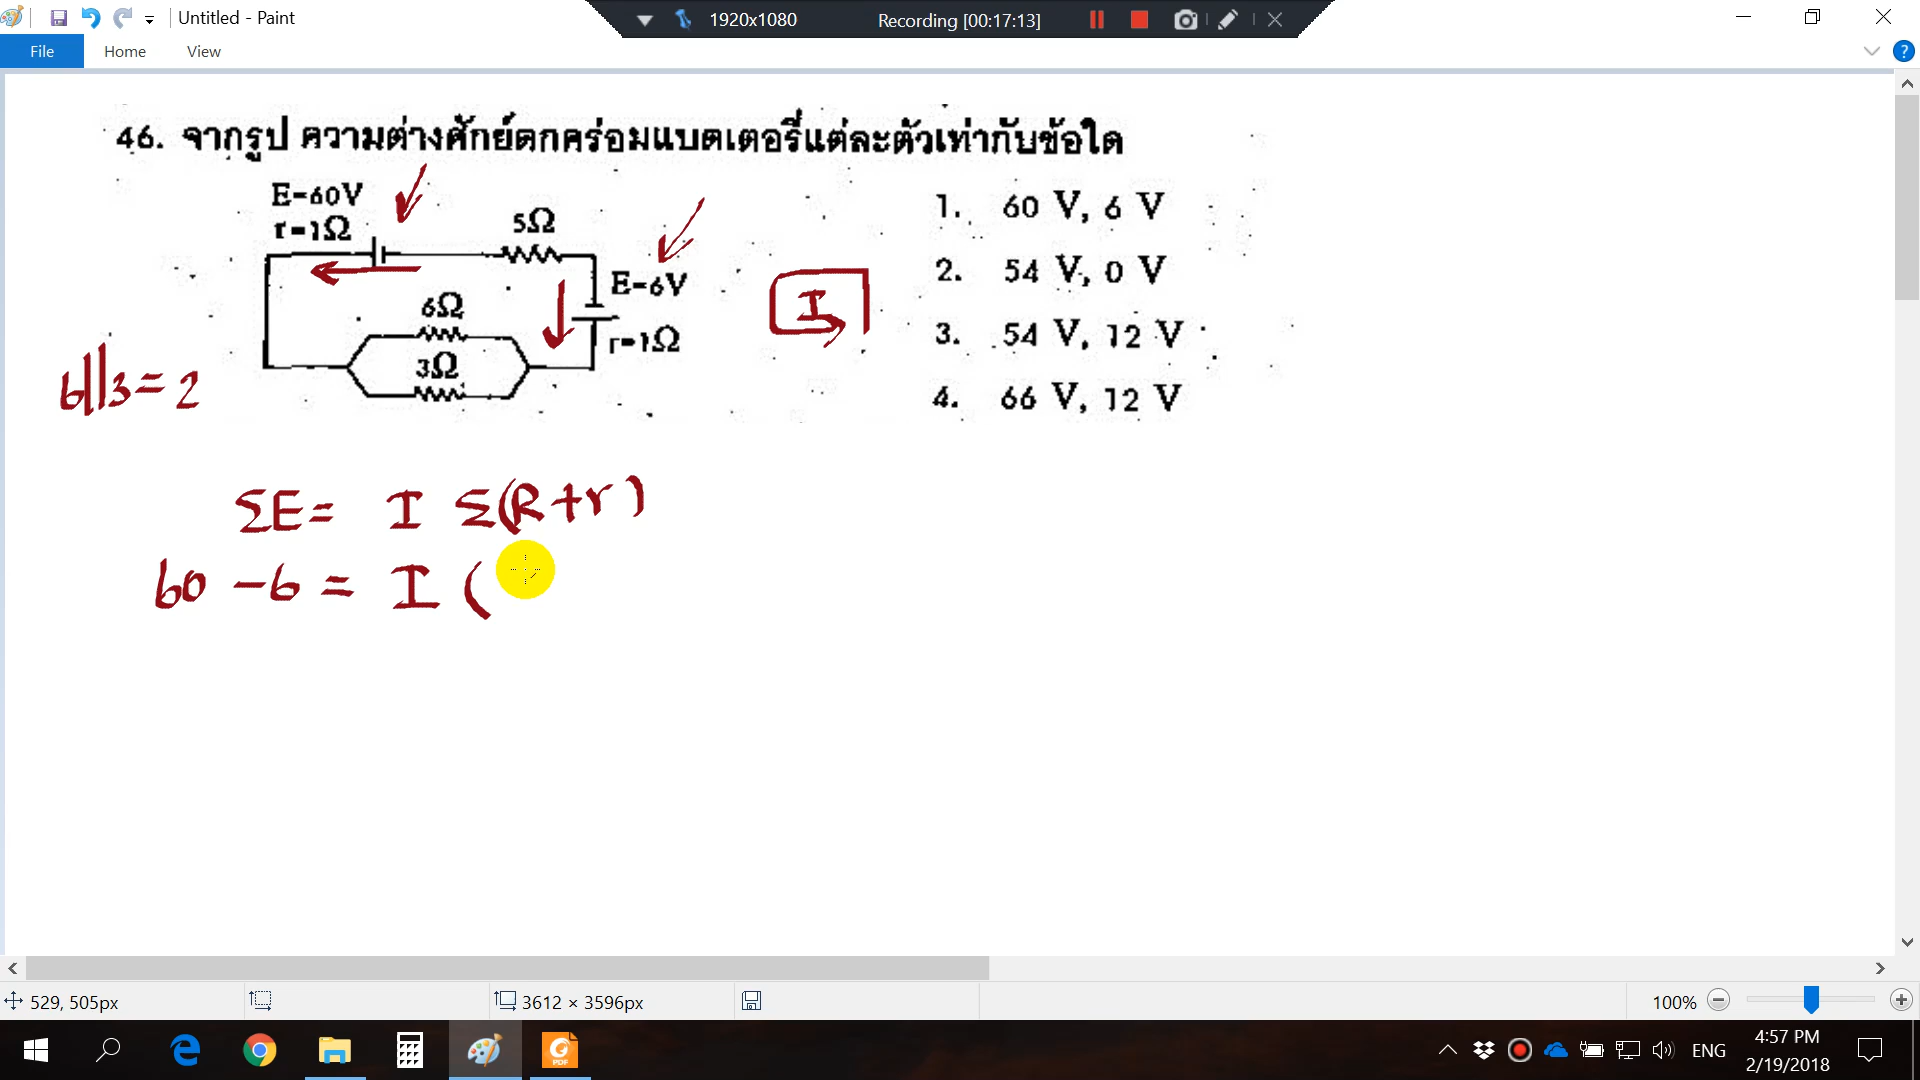 Untitled - Paint
1920x1080
Recording [00:17:13]
File
Home
View
46. จากรูป ความต่างศักย์ตกคร่อมแบตเตอรี่แต่ละตัวเท่ากับข้อใด
E=60V
r=1Ω
5Ω
E=6V
r=1Ω
6Ω
3Ω
I
6||3=2
1. 60 V, 6 V
2. 54 V, 0 V
3. 54 V, 12 V
4. 66 V, 12 V
ΣE= I Σ(R+r)
60 -6 = I (
529, 505px
3612 × 3596px
100%
PDF
ENG
4:57 PM
2/19/2018